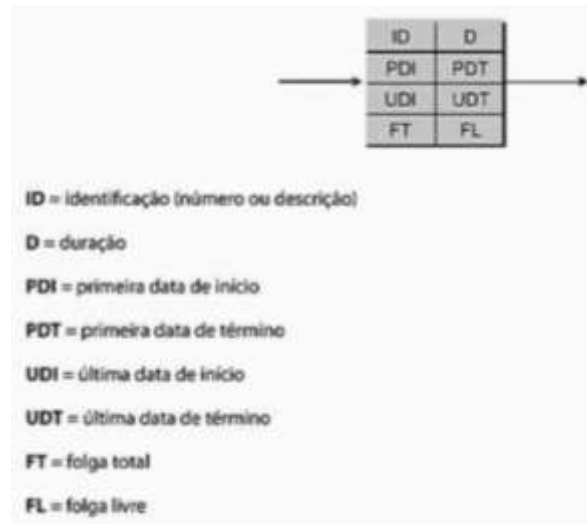 ID D
PDI PDT
UDI UDT
FT FL
ID = identificação (número ou descrição)
D = duração
PDI = primeira data de início
PDT = primeira data de término
UDI = última data de início
UDT = última data de término
FT = folga total
FL = folga livre